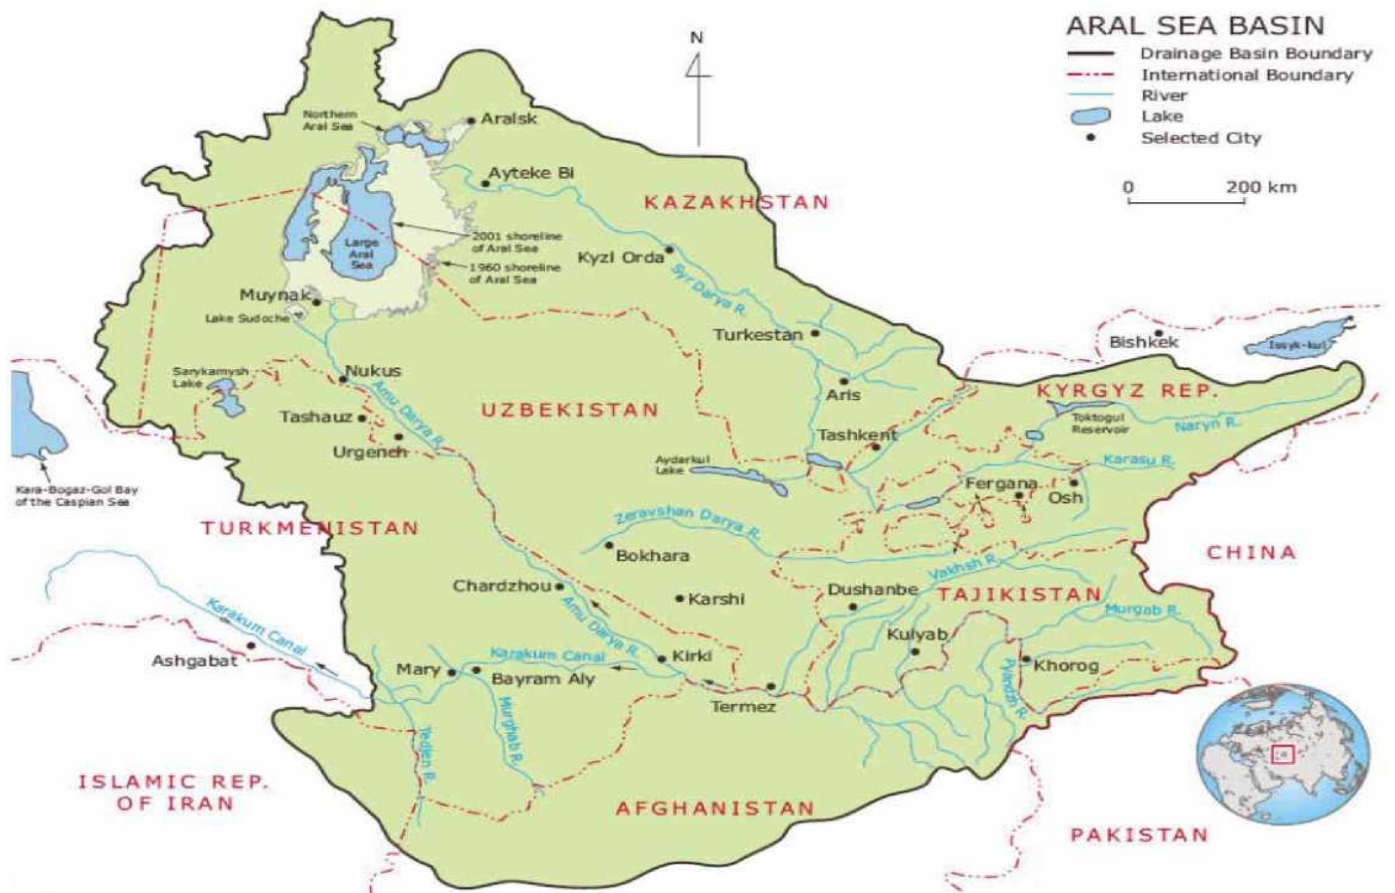 ARAL SEA BASIN
Drainage Basin Boundary
International Boundary
River
Lake
Selected City
0 200 km
N
Northern
Aral Sea
Aralsk
Ayteke Bi
KAZAKHSTAN
2001 shoreline
of Aral Sea
Large
Aral
Sea
1960 shoreline
of Aral Sea
Kyzl Orda
Syr Darya R.
Muynak
Lake Sudoche
Turkestan
Bishkek
Issyk-kul
Sarykamysh
Lake
Nukus
Amu Darya R.
Aris
KYRGYZ REP.
Toktogul
Reservoir
Naryn R.
Tashauz
UZBEKISTAN
Urgench
Tashkent
Aydarkul
Lake
Karasu R.
Fergana
Osh
Kara-Bogaz-Gol Bay
of the Caspian Sea
TURKMENISTAN
Zeravshan Darya R.
Bokhara
CHINA
Vakhsh R.
Chardzhou
Karshi
Dushanbe
TAJIKISTAN
Murgab R.
Karakum Canal
Amu Darya R.
Kulyab
Ashgabat
Mary
Karakum Canal
Kirki
Khorog
Bayram Aly
Pyandzh R.
Termez
Murghab R.
Tedjen R.
ISLAMIC REP.
OF IRAN
AFGHANISTAN
PAKISTAN